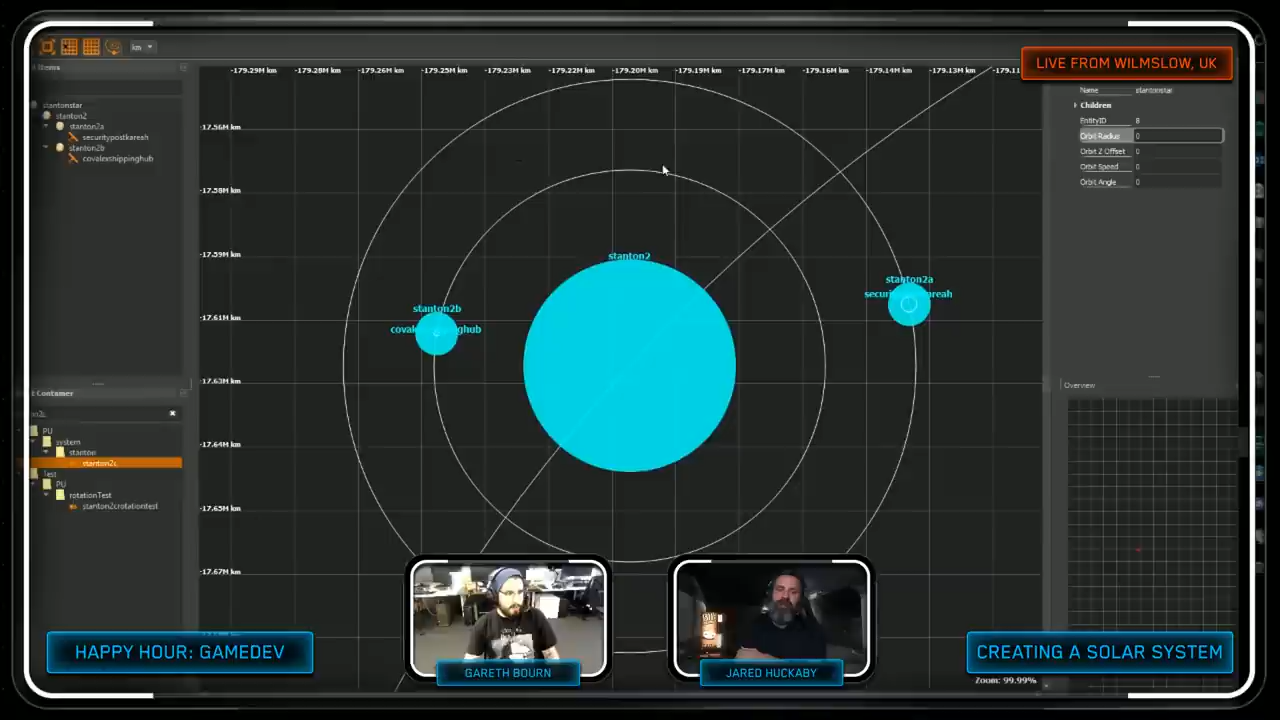 km
LIVE FROM WILMSLOW, UK
Items
-179.29M km -179.28M km -179.26M km -179.25M km -179.23M km -179.22M km -179.20M km -179.19M km -179.17M km -179.16M km -179.14M km -179.13M km
Name stantonstar
Children
EntityID 8
Orbit Radius 0
Orbit Z Offset 0
Orbit Speed 0
Orbit Angle 0
stantonstar
stanton2
stanton2a
securitypostkareah
stanton2b
covalexshippinghub
-17.56M km
-17.58M km
-17.59M km
-17.61M km
-17.63M km
-17.64M km
-17.65M km
-17.67M km
stanton2
stanton2a
stanton2b
Overview
PU
system
stanton
stanton2c
Test
PU
rotationTest
stanton2crotationtest
HAPPY HOUR: GAMEDEV
GARETH BOURN
JARED HUCKABY
CREATING A SOLAR SYSTEM
Zoom: 99.99%